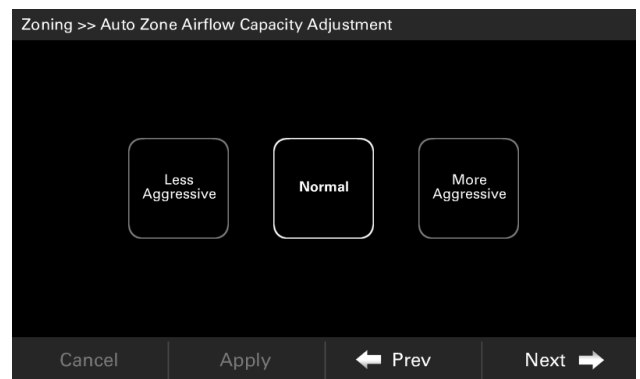 Zoning >> Auto Zone Airflow Capacity Adjustment
Less
Aggressive
Normal
More
Aggressive
Cancel
Apply
Prev
Next